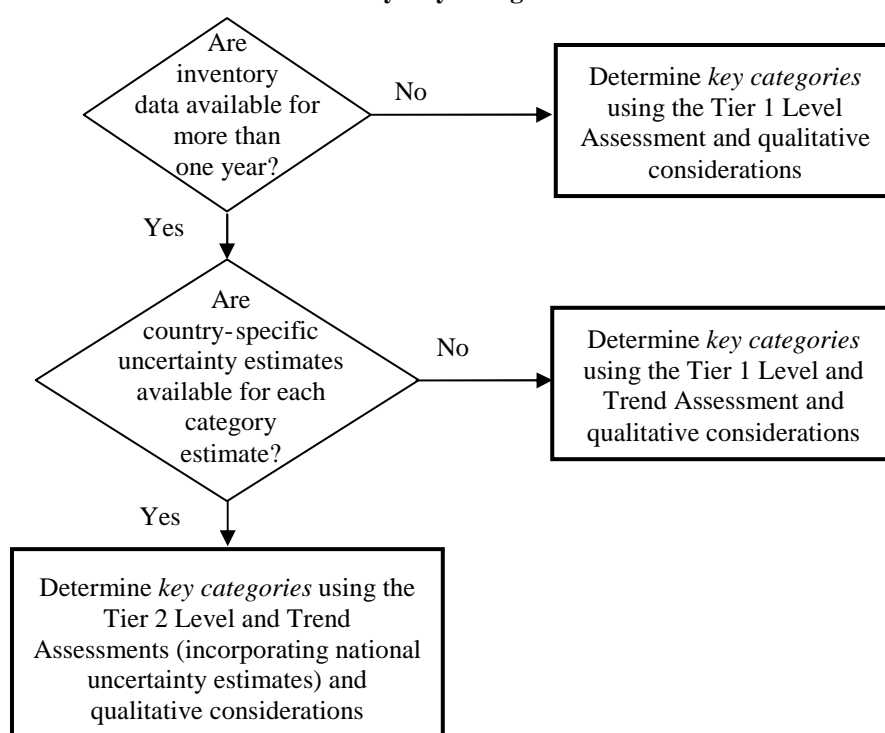 Are
inventory
data available for
more than
one year?
No
Determine key categories
using the Tier 1 Level
Assessment and qualitative
considerations
Yes
Are
country-specific
uncertainty estimates
available for each
category
estimate?
No
Determine key categories
using the Tier 1 Level and
Trend Assessment and
qualitative considerations
Yes
Determine key categories using the
Tier 2 Level and Trend
Assessments (incorporating national
uncertainty estimates) and
qualitative considerations